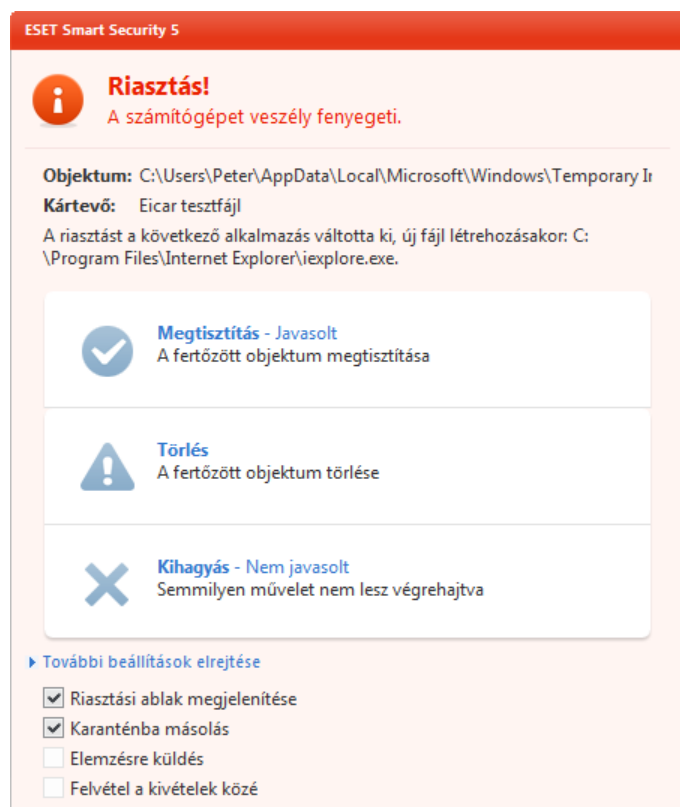 ESET Smart Security 5
Riasztás!
A számítógépet veszély fenyegeti.
Objektum: C:\Users\Peter\AppData\Local\Microsoft\Windows\Temporary
Kártevő: Eicar tesztfájl
A riasztást a következő alkalmazás váltotta ki, új fájl létrehozásakor: C:
\Program Files\Internet Explorer\iexplore.exe.
Megtisztítás - Javasolt
A fertőzött objektum megtisztítása
Törlés
A fertőzött objektum törlése
Kihagyás - Nem javasolt
Semmilyen művelet nem lesz végrehajtva
További beállítások elrejtése
Riasztási ablak megjelenítése
Karanténba másolás
Elemzésre küldés
Felvétel a kivételek közé